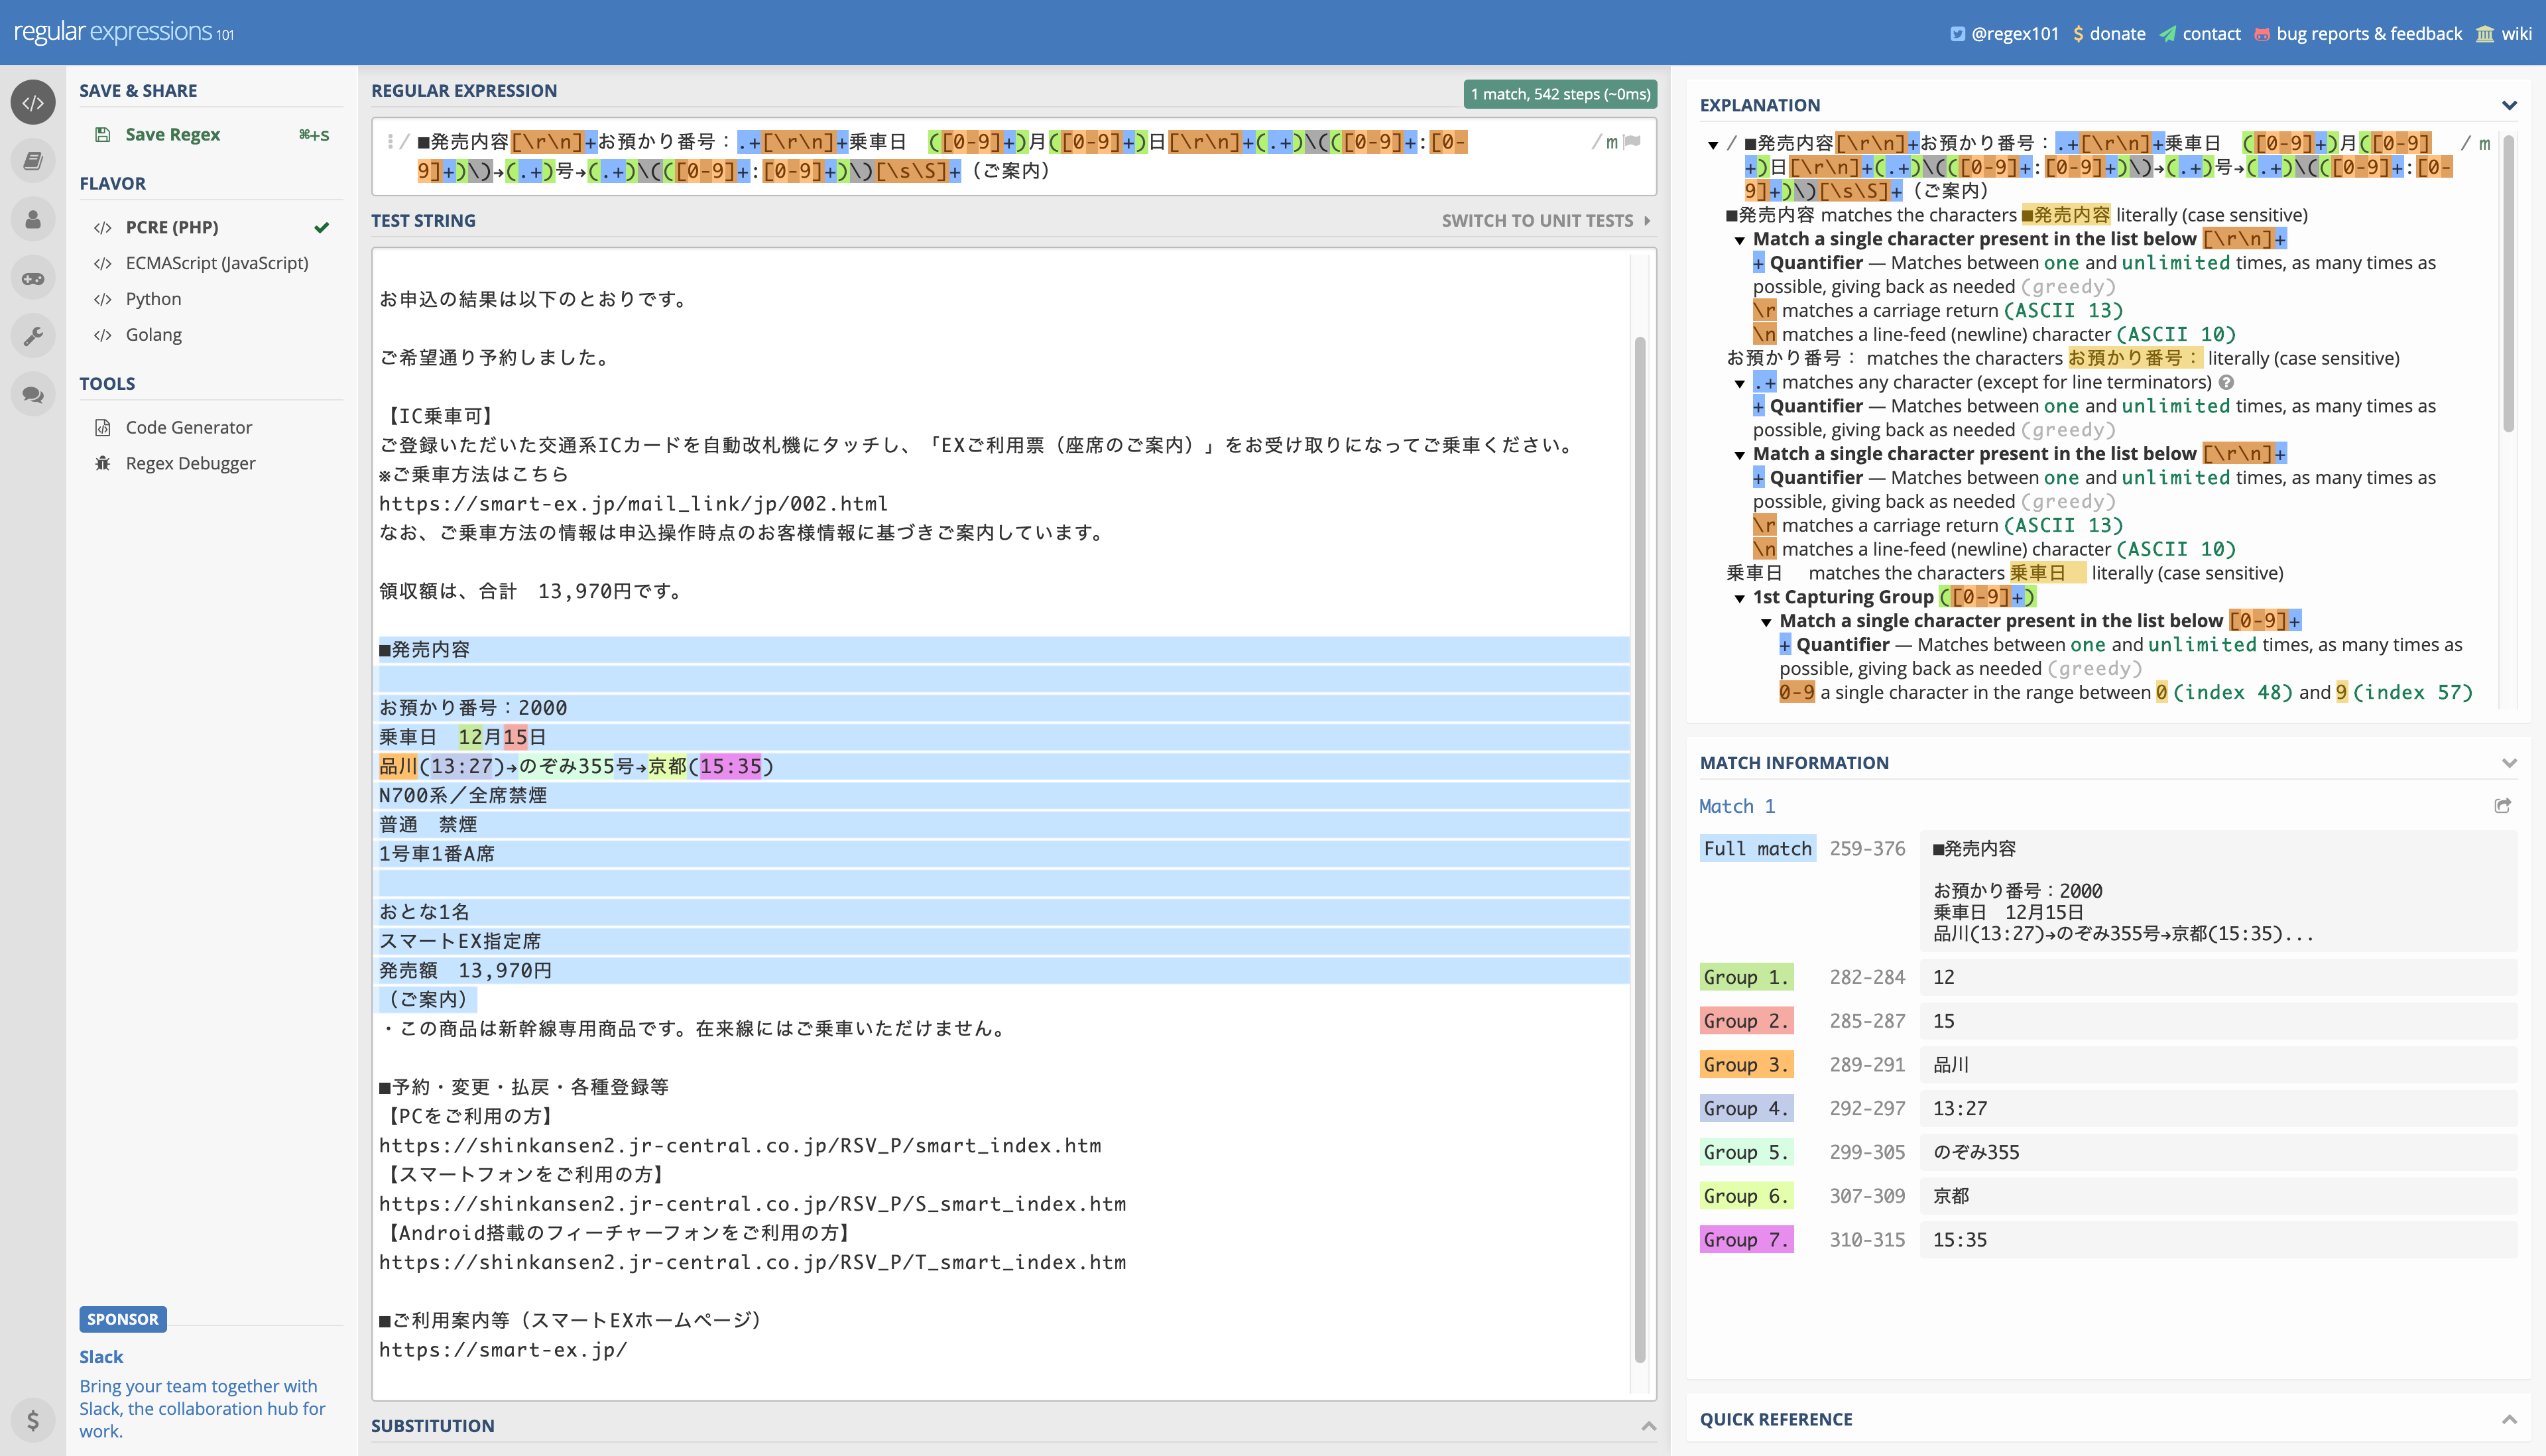 regular expressions 101
@regex101 donate contact bug reports & feedback wiki
SAVE & SHARE
Save Regex ⌘+S
FLAVOR
PCRE (PHP)
ECMAScript (JavaScript)
Python
Golang
TOOLS
Code Generator
Regex Debugger
SPONSOR
Slack
Bring your team together with
Slack, the collaboration hub for
work.
REGULAR EXPRESSION
1 match, 542 steps (~0ms)
/ ■発売内容[\r\n]+お預かり番号：.+[\r\n]+乗車日　([0-9]+)月([0-9]+)日[\r\n]+(.+)\(([0-9]+:[0-
9]+)\)→(.+)号→(.+)\(([0-9]+:[0-9]+)\)[\s\S]+（ご案内） / m
TEST STRING
SWITCH TO UNIT TESTS
お申込の結果は以下のとおりです。
ご希望通り予約しました。
【IC乗車可】
ご登録いただいた交通系ICカードを自動改札機にタッチし、「EXご利用票（座席のご案内）」をお受け取りになってご乗車ください。
※ご乗車方法はこちら
https://smart-ex.jp/mail_link/jp/002.html
なお、ご乗車方法の情報は申込操作時点のお客様情報に基づきご案内しています。
領収額は、合計　13,970円です。
■発売内容
お預かり番号：2000
乗車日　12月15日
品川(13:27)→のぞみ355号→京都(15:35)
N700系／全席禁煙
普通　禁煙
1号車1番A席
おとな1名
スマートEX指定席
発売額　13,970円
（ご案内）
・この商品は新幹線専用商品です。在来線にはご乗車いただけません。
■予約・変更・払戻・各種登録等
【PCをご利用の方】
https://shinkansen2.jr-central.co.jp/RSV_P/smart_index.htm
【スマートフォンをご利用の方】
https://shinkansen2.jr-central.co.jp/RSV_P/S_smart_index.htm
【Android搭載のフィーチャーフォンをご利用の方】
https://shinkansen2.jr-central.co.jp/RSV_P/T_smart_index.htm
■ご利用案内等（スマートEXホームページ）
https://smart-ex.jp/
SUBSTITUTION
EXPLANATION
/ ■発売内容[\r\n]+お預かり番号：.+[\r\n]+乗車日　([0-9]+)月([0-9] / m
+)日[\r\n]+(.+)\(([0-9]+:[0-9]+)\)→(.+)号→(.+)\(([0-9]+:[0-
9]+)\)[\s\S]+（ご案内）
■発売内容 matches the characters ■発売内容 literally (case sensitive)
Match a single character present in the list below [\r\n]+
+ Quantifier — Matches between one and unlimited times, as many times as
possible, giving back as needed (greedy)
\r matches a carriage return (ASCII 13)
\n matches a line-feed (newline) character (ASCII 10)
お預かり番号： matches the characters お預かり番号： literally (case sensitive)
.+ matches any character (except for line terminators)
+ Quantifier — Matches between one and unlimited times, as many times as
possible, giving back as needed (greedy)
Match a single character present in the list below [\r\n]+
+ Quantifier — Matches between one and unlimited times, as many times as
possible, giving back as needed (greedy)
\r matches a carriage return (ASCII 13)
\n matches a line-feed (newline) character (ASCII 10)
乗車日　 matches the characters 乗車日　 literally (case sensitive)
1st Capturing Group ([0-9]+)
Match a single character present in the list below [0-9]+
+ Quantifier — Matches between one and unlimited times, as many times as
possible, giving back as needed (greedy)
0-9 a single character in the range between 0 (index 48) and 9 (index 57)
MATCH INFORMATION
Match 1
Full match 259-376 ■発売内容
お預かり番号：2000
乗車日　12月15日
品川(13:27)→のぞみ355号→京都(15:35)...
Group 1. 282-284 12
Group 2. 285-287 15
Group 3. 289-291 品川
Group 4. 292-297 13:27
Group 5. 299-305 のぞみ355
Group 6. 307-309 京都
Group 7. 310-315 15:35
QUICK REFERENCE